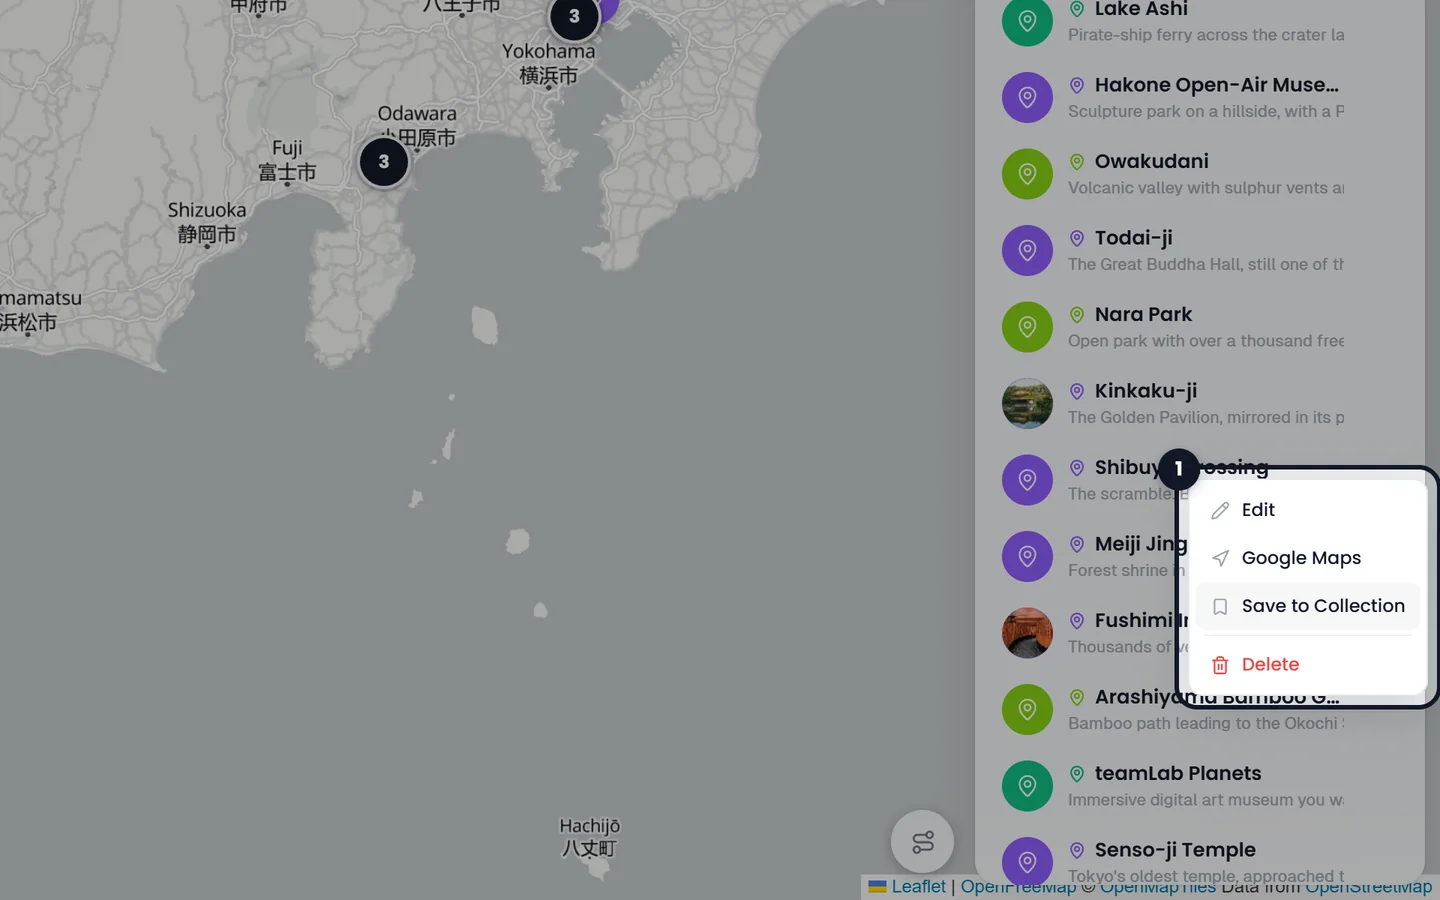 甲府市
八王子市
3
Yokohama
横浜市
Odawara
小田原市
3
Fuji
富士市
Shizuoka
静岡市
mamatsu
浜松市
Hachijō
八丈町
Lake Ashi
Pirate-ship ferry across the crater la
Hakone Open-Air Muse...
Sculpture park on a hillside, with a P
Owakudani
Volcanic valley with sulphur vents a
Todai-ji
The Great Buddha Hall, still one of th
Nara Park
Open park with over a thousand free
Kinkaku-ji
The Golden Pavilion, mirrored in its p
Shibuy rossing
The scramble.
1
Edit
Google Maps
Save to Collection
Delete
Meiji Jing
Forest shrine in
Fushimi
Thousands of ve
Arashiyama Bamboo G...
Bamboo path leading to the Okochi
teamLab Planets
Immersive digital art museum you w
Senso-ji Temple
Tokyo's oldest temple, approached t
Leaflet | OpenFreeMap © OpenMapTiles Data from OpenStreetMap